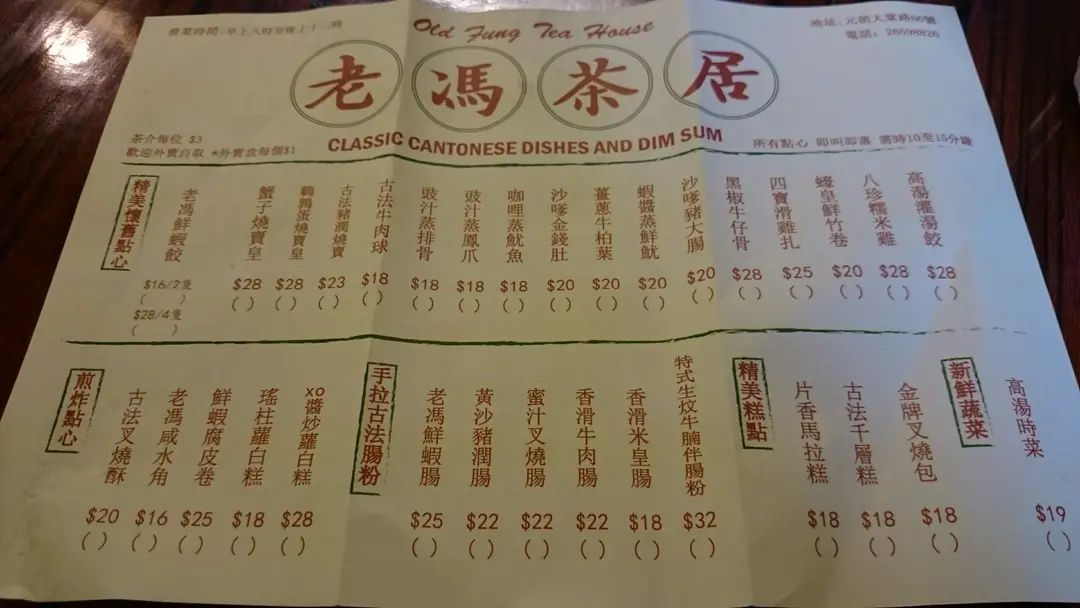 營業時間：早上八時至晚上十二時
Old Fung Tea House
地址：元朗大棠路66號
電話：26598826
老馮茶居
茶介每位 $3
歡迎外賣自取 *外賣盒每個$1
CLASSIC CANTONESE DISHES AND DIM SUM
所有點心 即叫即蒸 需時10至15分鐘
精美懷舊點心
老馮鮮蝦餃
$16/2隻
( )
$28/4隻
( )
蟹子燒賣皇
$28
( )
鵪鶉蛋燒賣皇
$28
( )
古法豬潤燒賣
$23
( )
古法牛肉球
$18
( )
豉汁蒸排骨
$18
( )
豉汁蒸鳳爪
$18
( )
咖哩蒸魷魚
$18
( )
沙嗲金錢肚
$20
( )
薑蔥牛柏葉
$20
( )
蝦醬蒸鮮魷
$20
( )
沙嗲豬大腸
$20
( )
黑椒牛仔骨
$28
( )
四寶滑雞扎
$25
( )
蠔皇鮮竹卷
$20
( )
八珍糯米雞
$28
( )
高湯灌湯餃
$28
( )
煎炸點心
古法叉燒酥
$20
( )
老馮咸水角
$16
( )
鮮蝦腐皮卷
$25
( )
瑤柱蘿白糕
$18
( )
XO醬炒蘿白糕
$28
( )
手拉古法腸粉
老馮鮮蝦腸
$25
( )
黃沙豬潤腸
$22
( )
蜜汁叉燒腸
$22
( )
香滑牛肉腸
$22
( )
香滑米皇腸
$18
( )
特式生炆牛腩伴腸粉
$32
( )
精美糕點
片香馬拉糕
$18
( )
古法千層糕
$18
( )
金牌叉燒包
$18
( )
新鮮蔬菜
高湯時菜
$19
( )